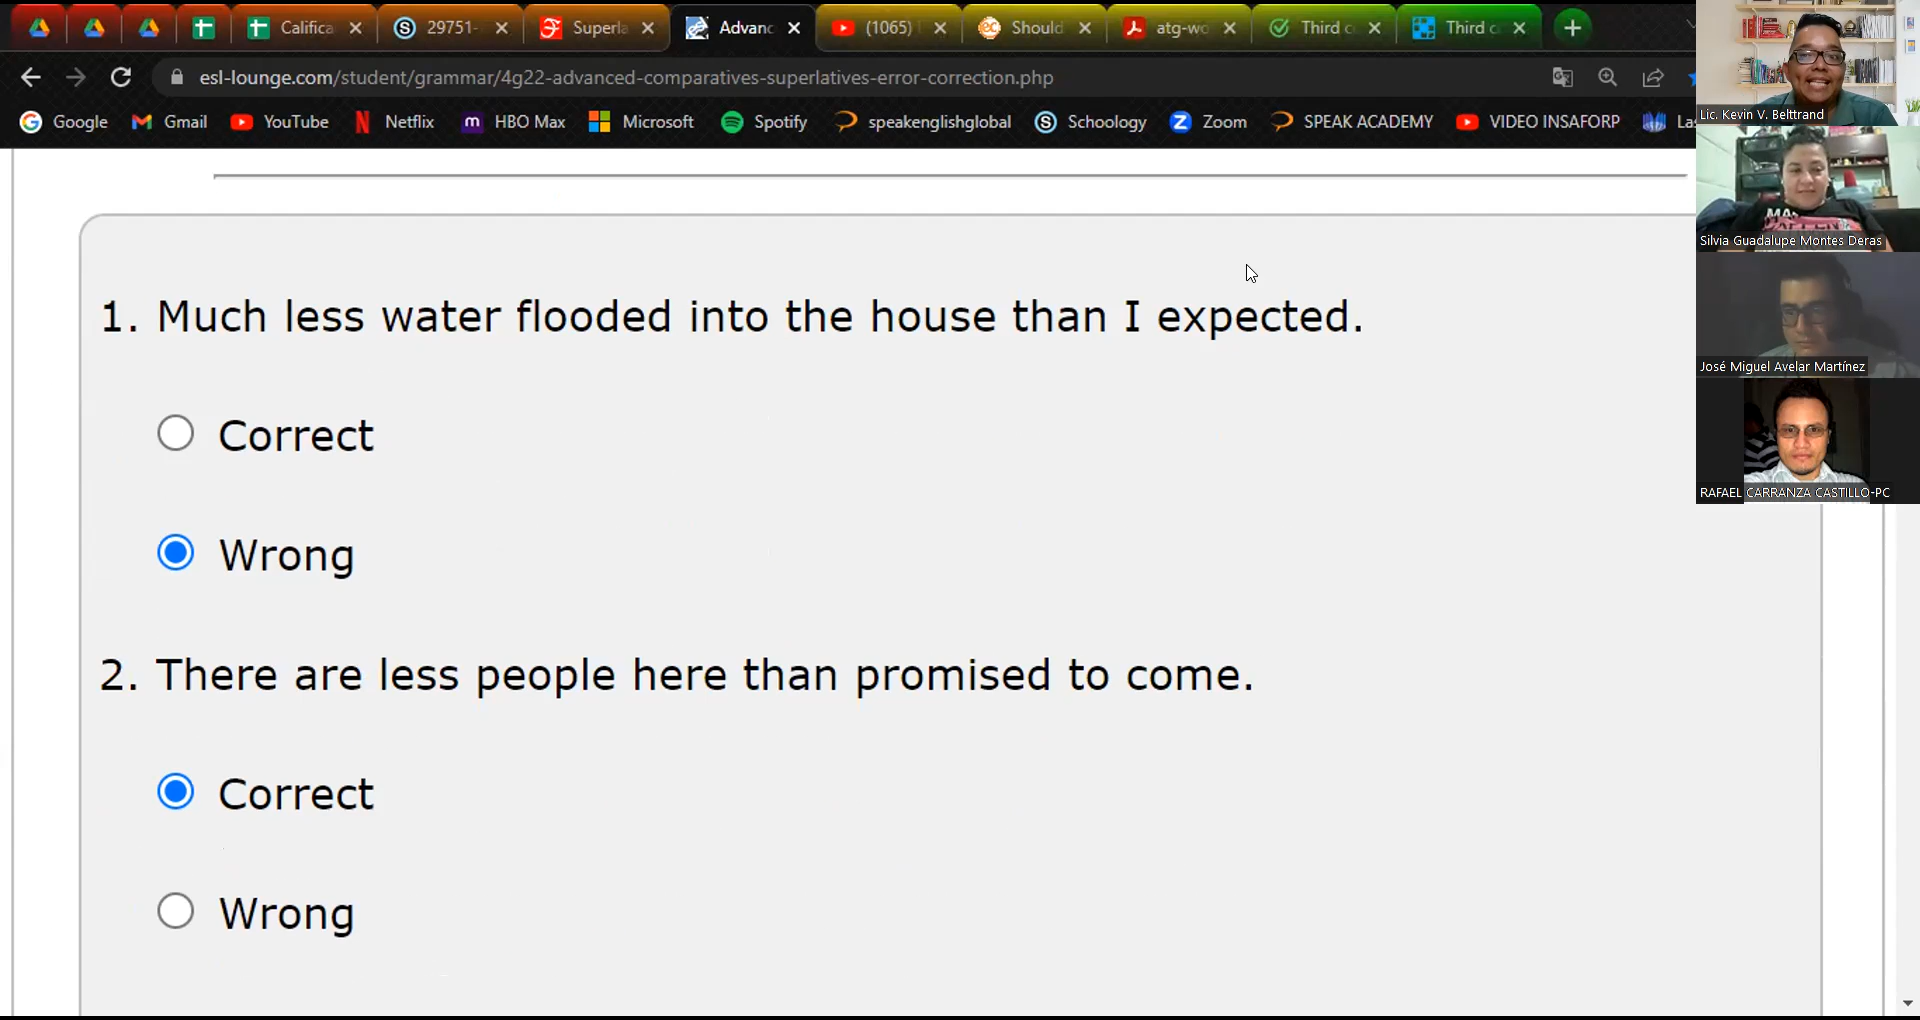 Califica
29751-
Superla
Advanc
(1065)
Should
atg-wo
Third c
Third c
esl-lounge.com/student/grammar/4g22-advanced-comparatives-superlatives-error-correction.php
Google
Gmail
YouTube
Netflix
HBO Max
Microsoft
Spotify
speakenglishglobal
Schoology
Zoom
SPEAK ACADEMY
VIDEO INSAFORP
Las
Lic. Kevin V. Belttrand
Silvia Guadalupe Montes Deras
José Miguel Avelar Martínez
RAFAEL CARRANZA CASTILLO-PC
1. Much less water flooded into the house than I expected.
Correct
Wrong
2. There are less people here than promised to come.
Correct
Wrong